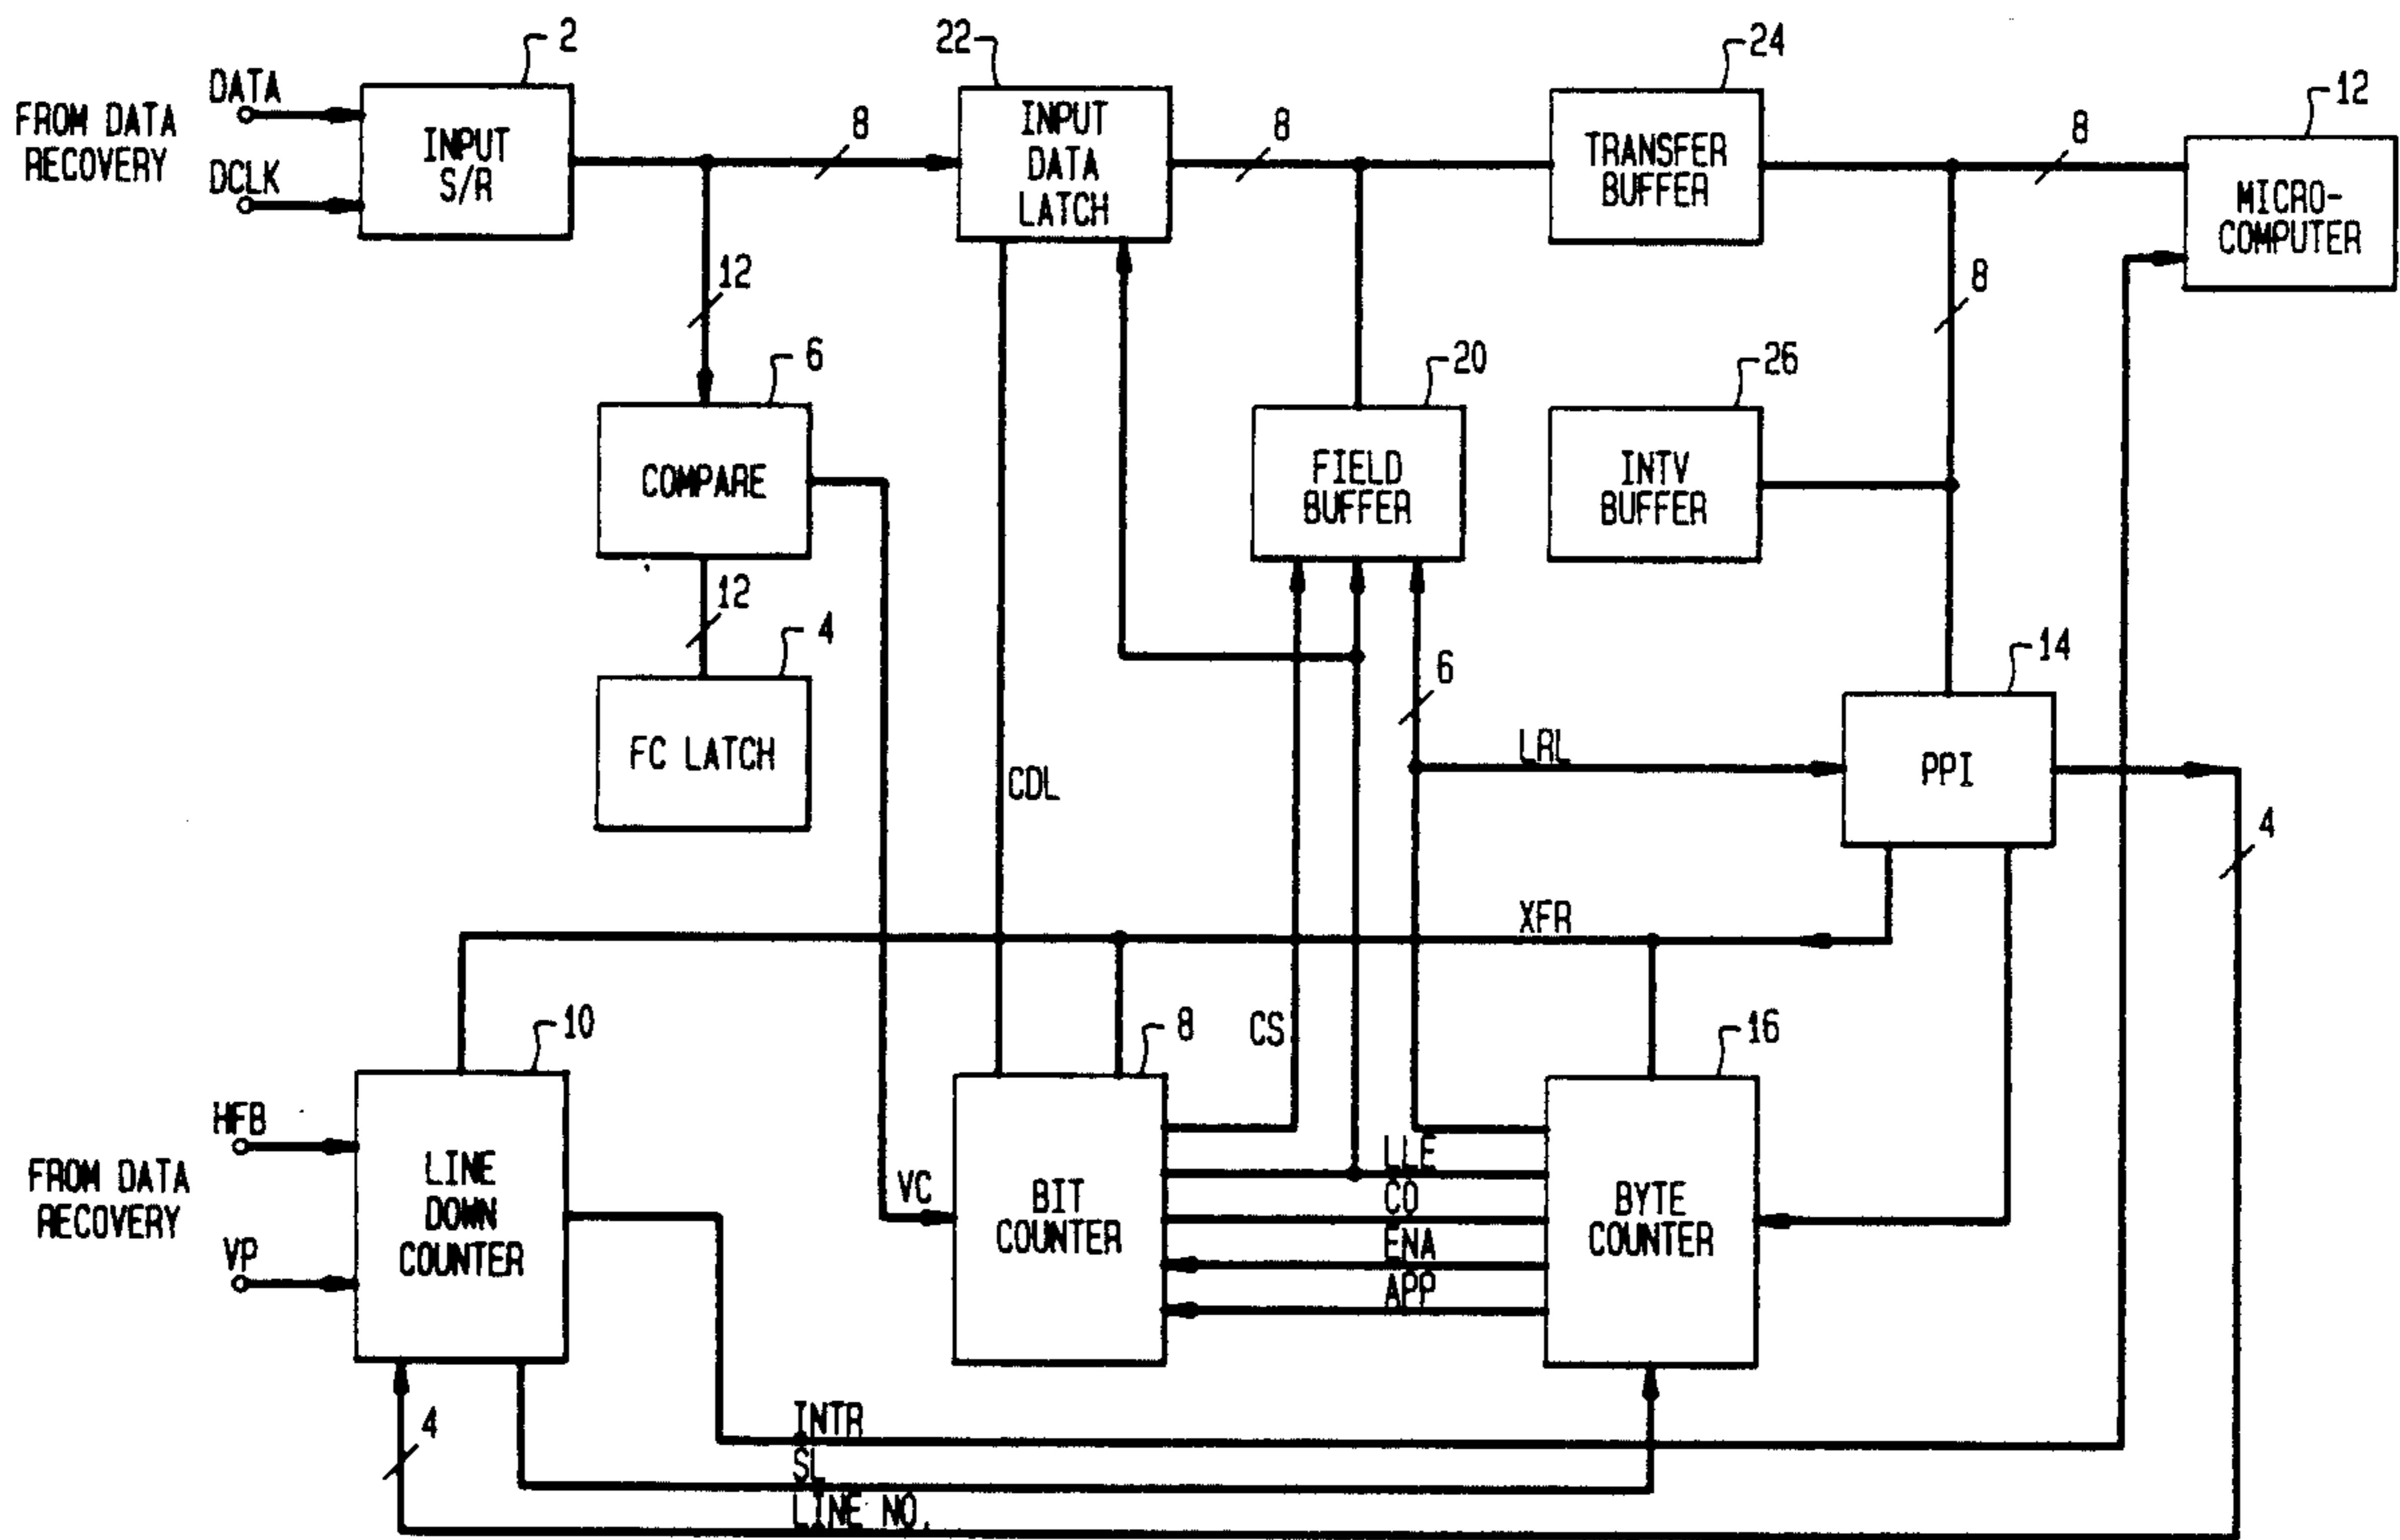 2
22
24
12
DATA
FROM DATA
RECOVERY
DCLK
INPUT
S/R
8
INPUT
DATA
LATCH
8
TRANSFER
BUFFER
8
MICRO-
COMPUTER
12
8
6
COMPARE
20
FIELD
BUFFER
26
INTV
BUFFER
12
4
FC LATCH
6
14
PPI
LRL
CDL
4
XFR
10
8
CS
16
HFB
FROM DATA
RECOVERY
VP
LINE
DOWN
COUNTER
VC
BIT
COUNTER
LLE
CO
ENA
APP
BYTE
COUNTER
4
INTR
SL
LINE NO.